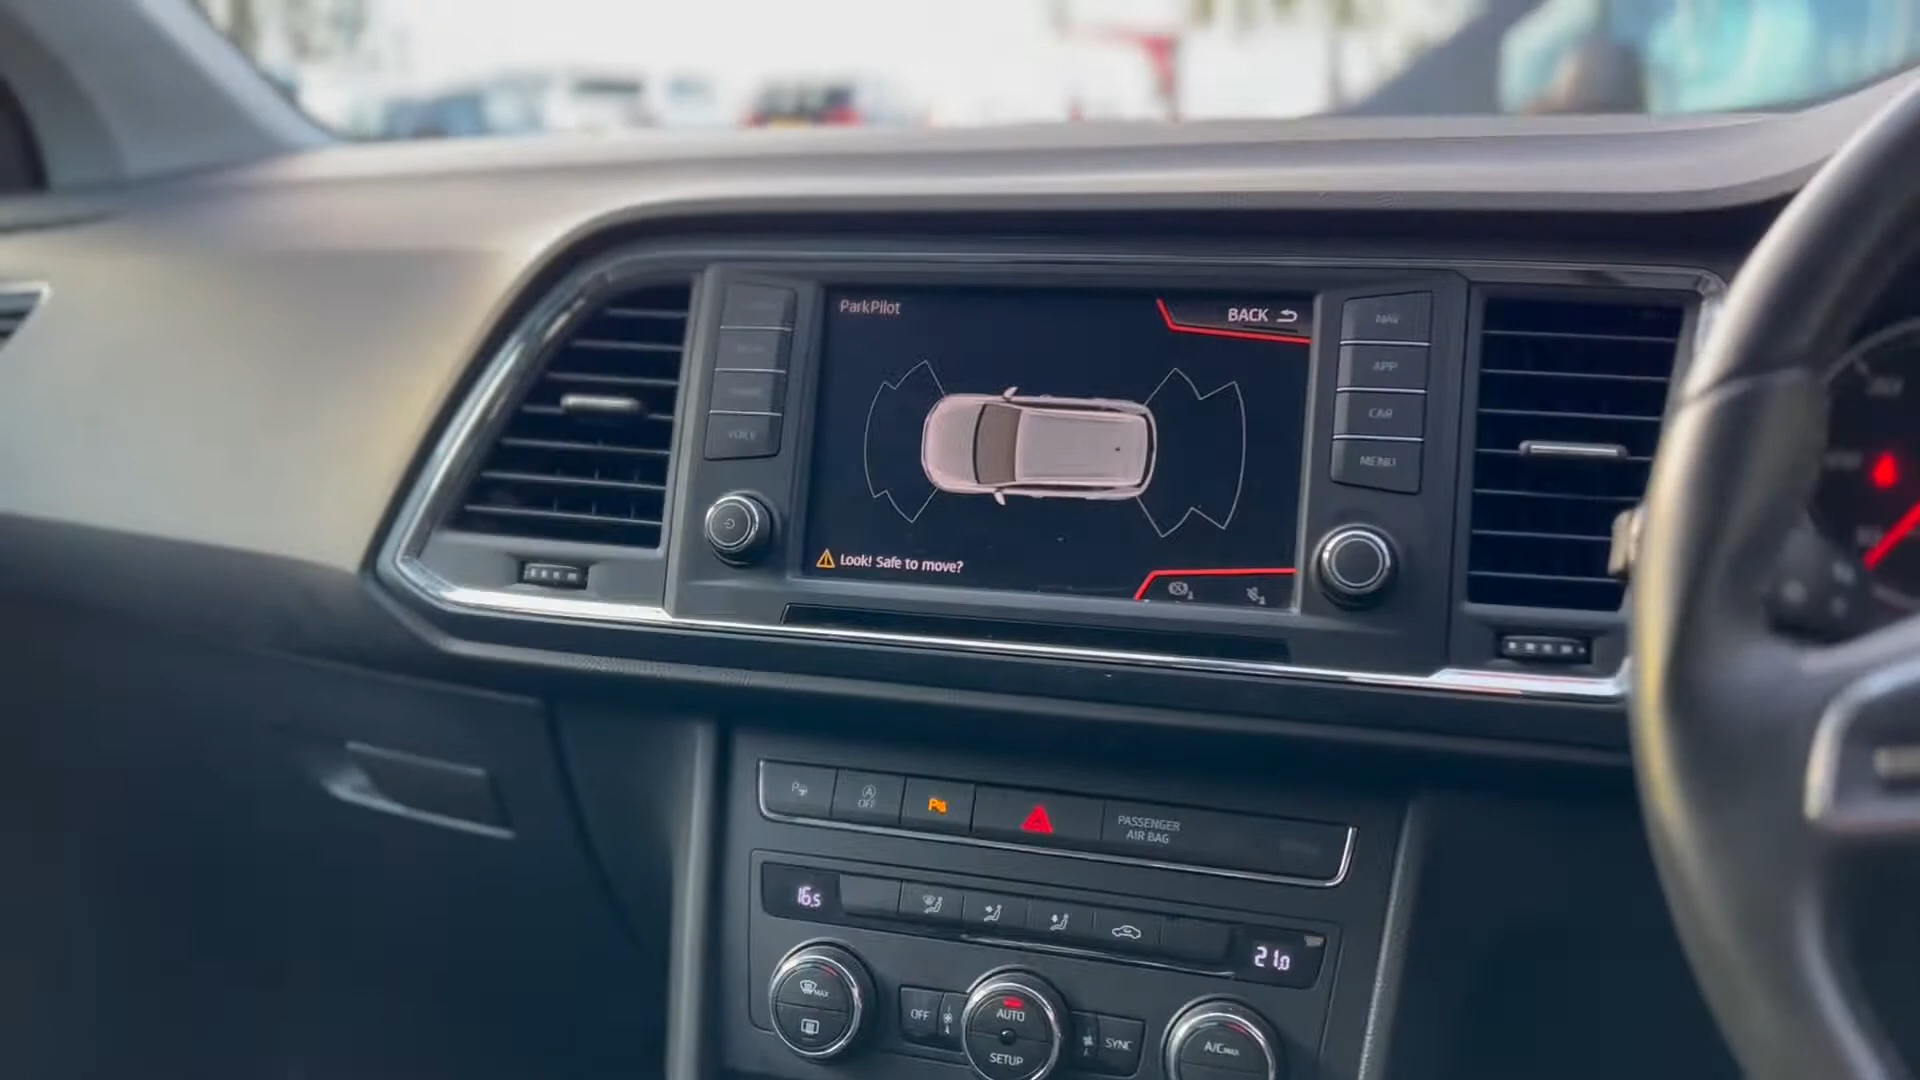 ParkPilot
BACK
NAV
APP
CAR
VOICE
MENU
Look! Safe to move?
OFF
PASSENGER
AIR BAG
16.5
21.0
MAX
OFF
AUTO
SETUP
SYNC
A/C MAX